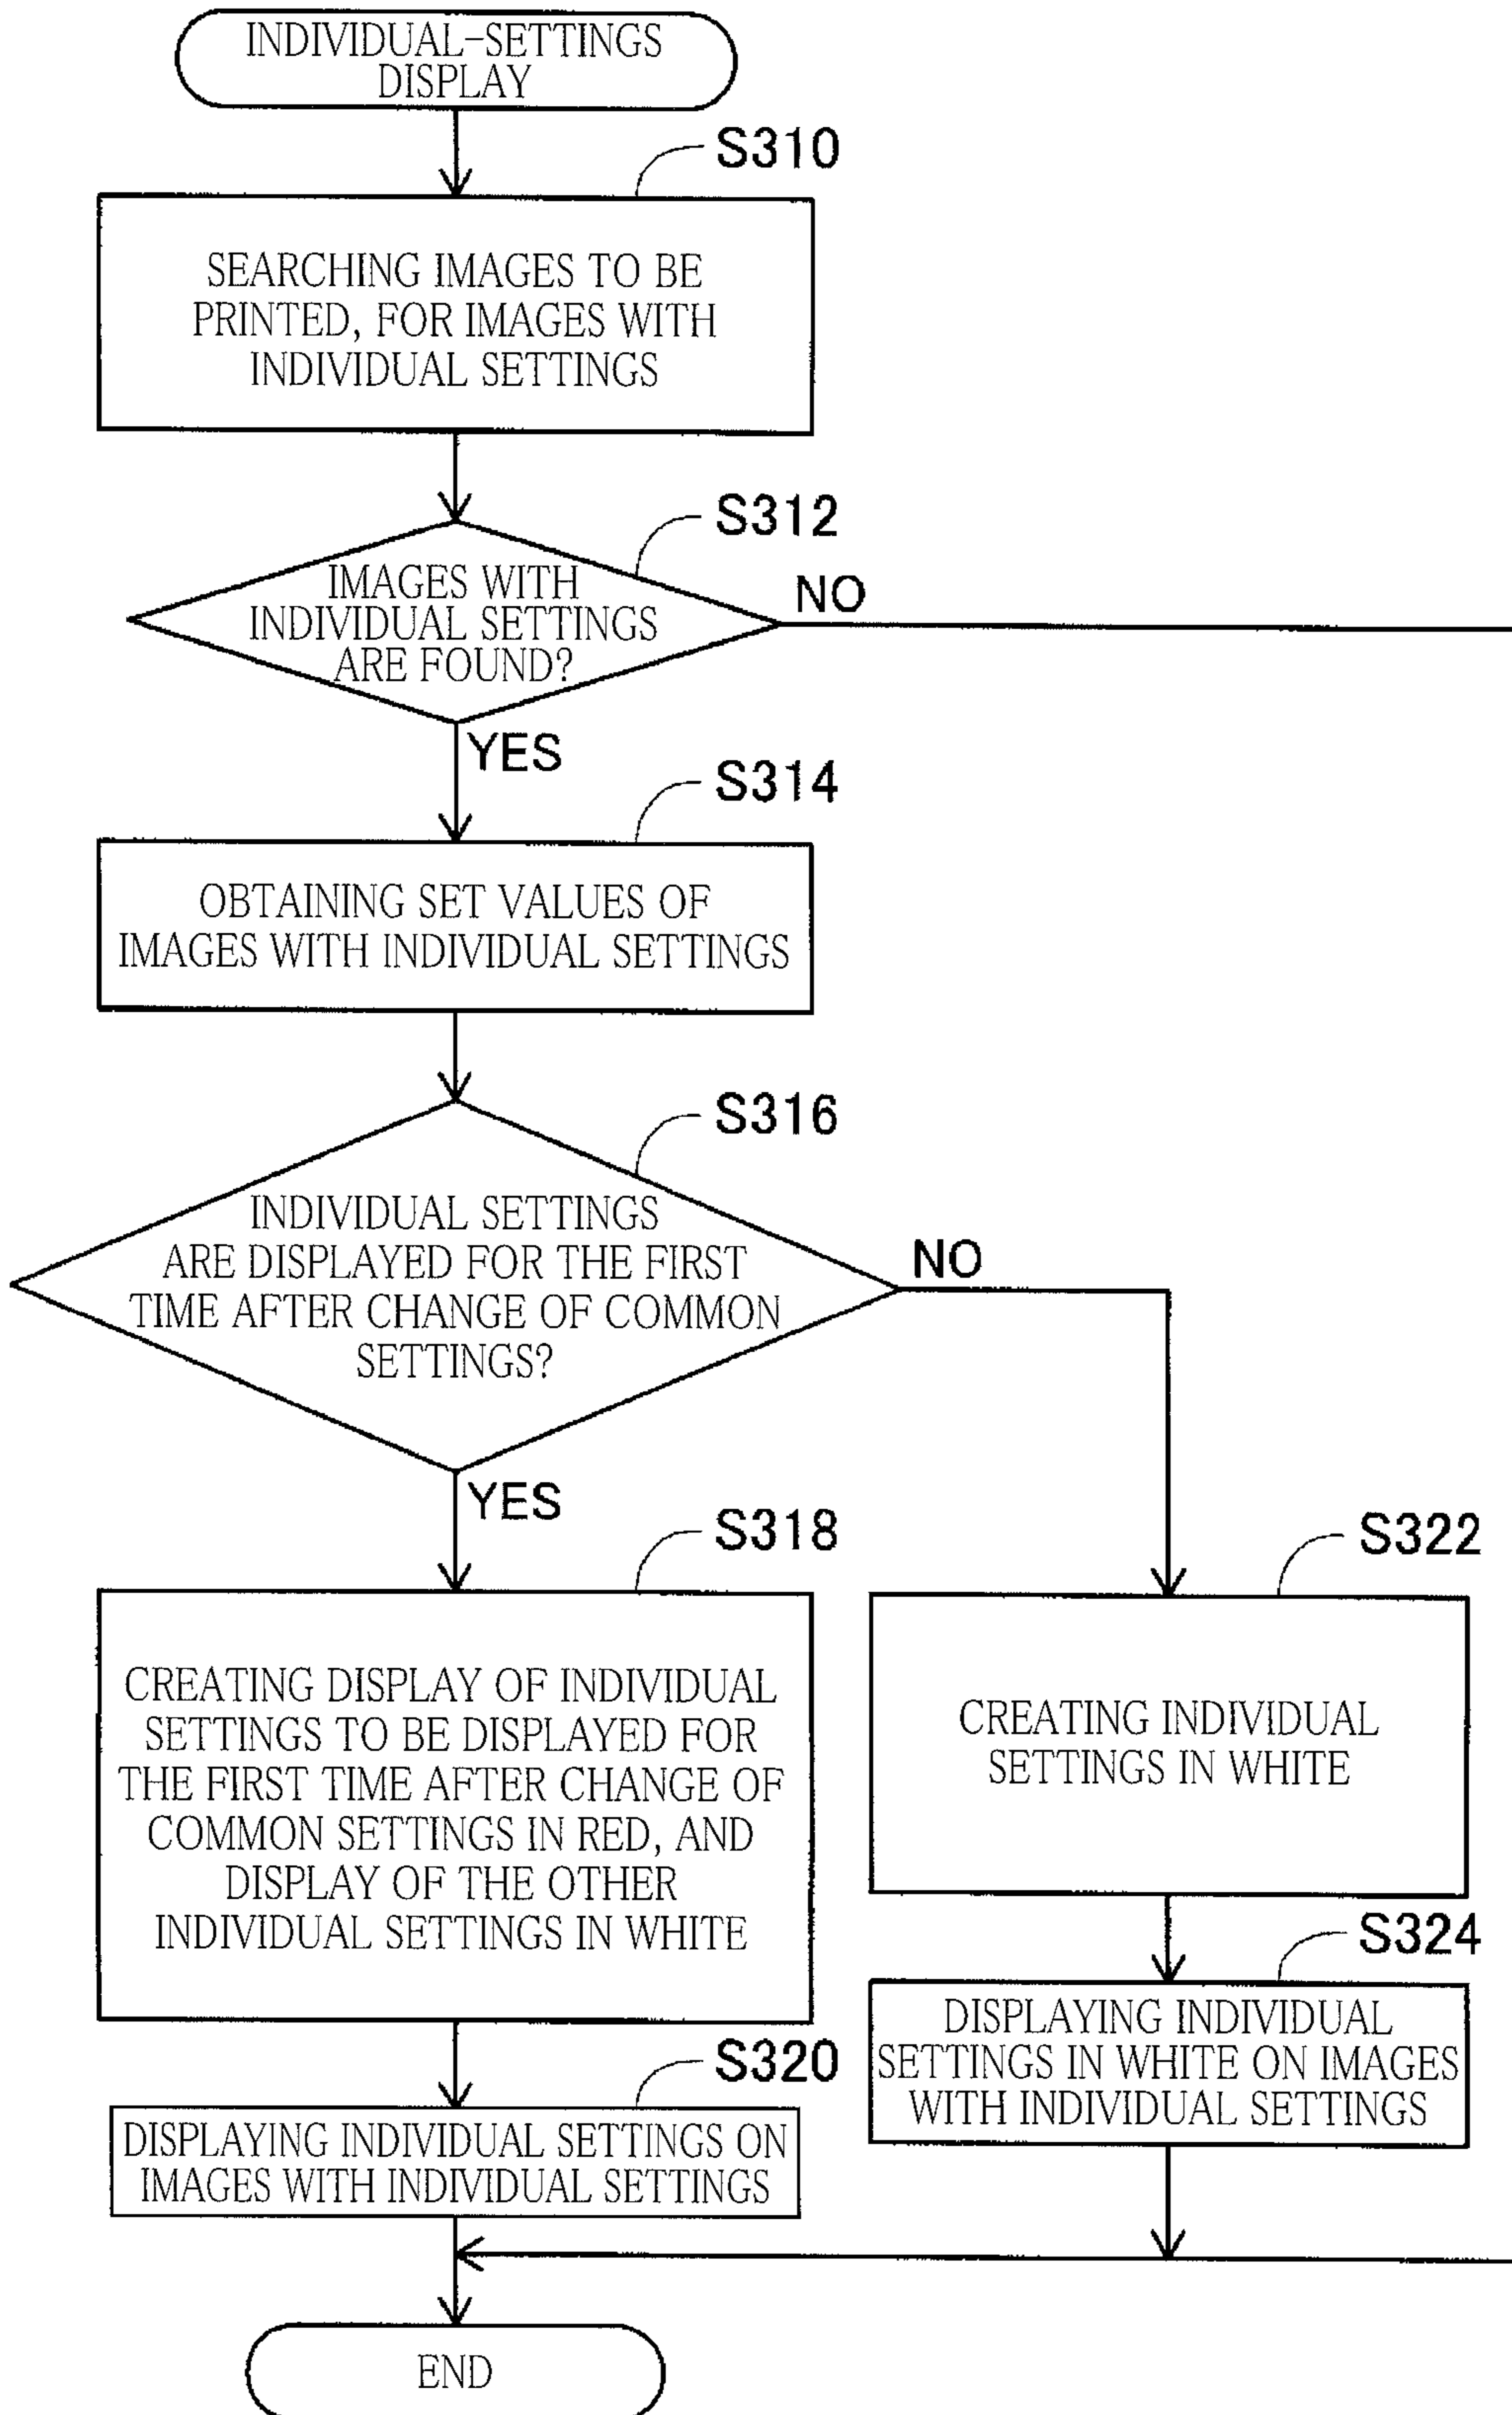 INDIVIDUAL-SETTINGS
DISPLAY
S310
SEARCHING IMAGES TO BE
PRINTED, FOR IMAGES WITH
INDIVIDUAL SETTINGS
S312
IMAGES WITH
INDIVIDUAL SETTINGS
ARE FOUND?
NO
YES
S314
OBTAINING SET VALUES OF
IMAGES WITH INDIVIDUAL SETTINGS
S316
INDIVIDUAL SETTINGS
ARE DISPLAYED FOR THE FIRST
TIME AFTER CHANGE OF COMMON
SETTINGS?
NO
YES
S318
CREATING DISPLAY OF INDIVIDUAL
SETTINGS TO BE DISPLAYED FOR
THE FIRST TIME AFTER CHANGE OF
COMMON SETTINGS IN RED, AND
DISPLAY OF THE OTHER
INDIVIDUAL SETTINGS IN WHITE
S322
CREATING INDIVIDUAL
SETTINGS IN WHITE
S324
DISPLAYING INDIVIDUAL
SETTINGS IN WHITE ON IMAGES
WITH INDIVIDUAL SETTINGS
S320
DISPLAYING INDIVIDUAL SETTINGS ON
IMAGES WITH INDIVIDUAL SETTINGS
END